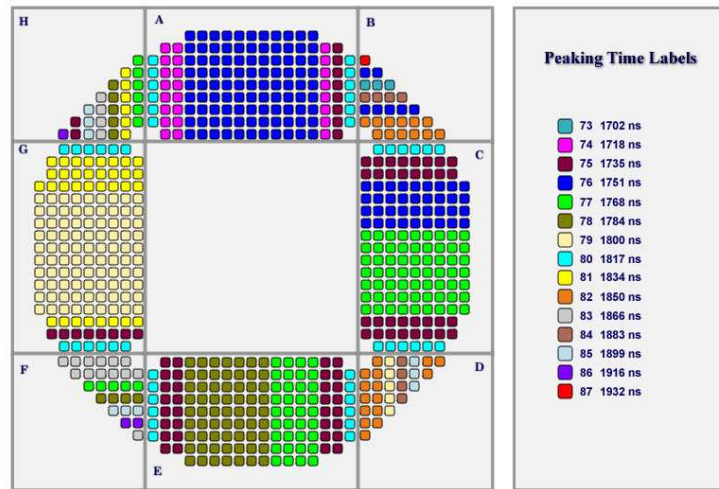 H
A
B
G
C
F
D
E
Peaking Time Labels
73 1702 ns
74 1718 ns
75 1735 ns
76 1751 ns
77 1768 ns
78 1784 ns
79 1800 ns
80 1817 ns
81 1834 ns
82 1850 ns
83 1866 ns
84 1883 ns
85 1899 ns
86 1916 ns
87 1932 ns